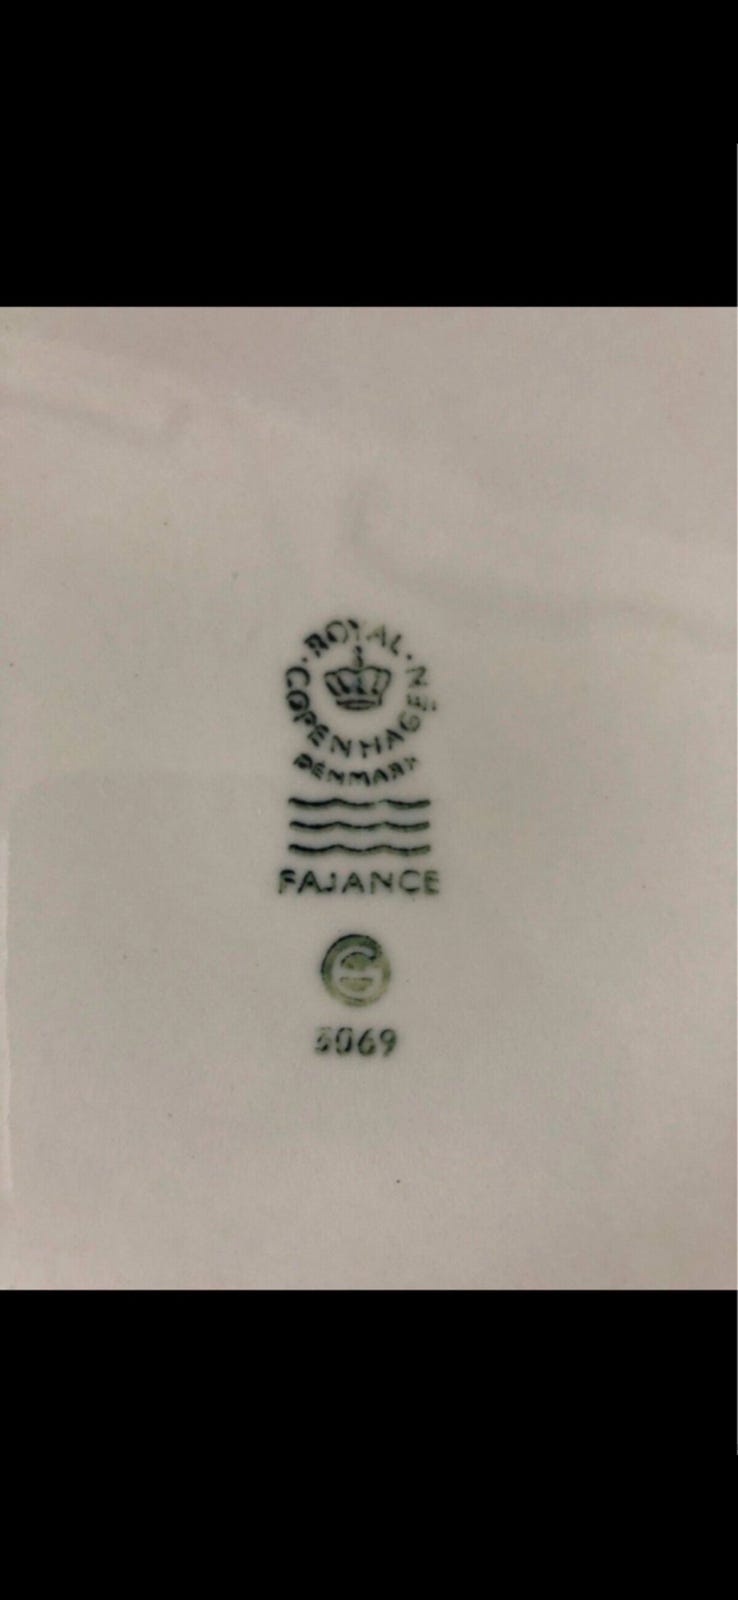 ROYAL
COPENHAGEN
DENMARK
FAJANCE
G
3069